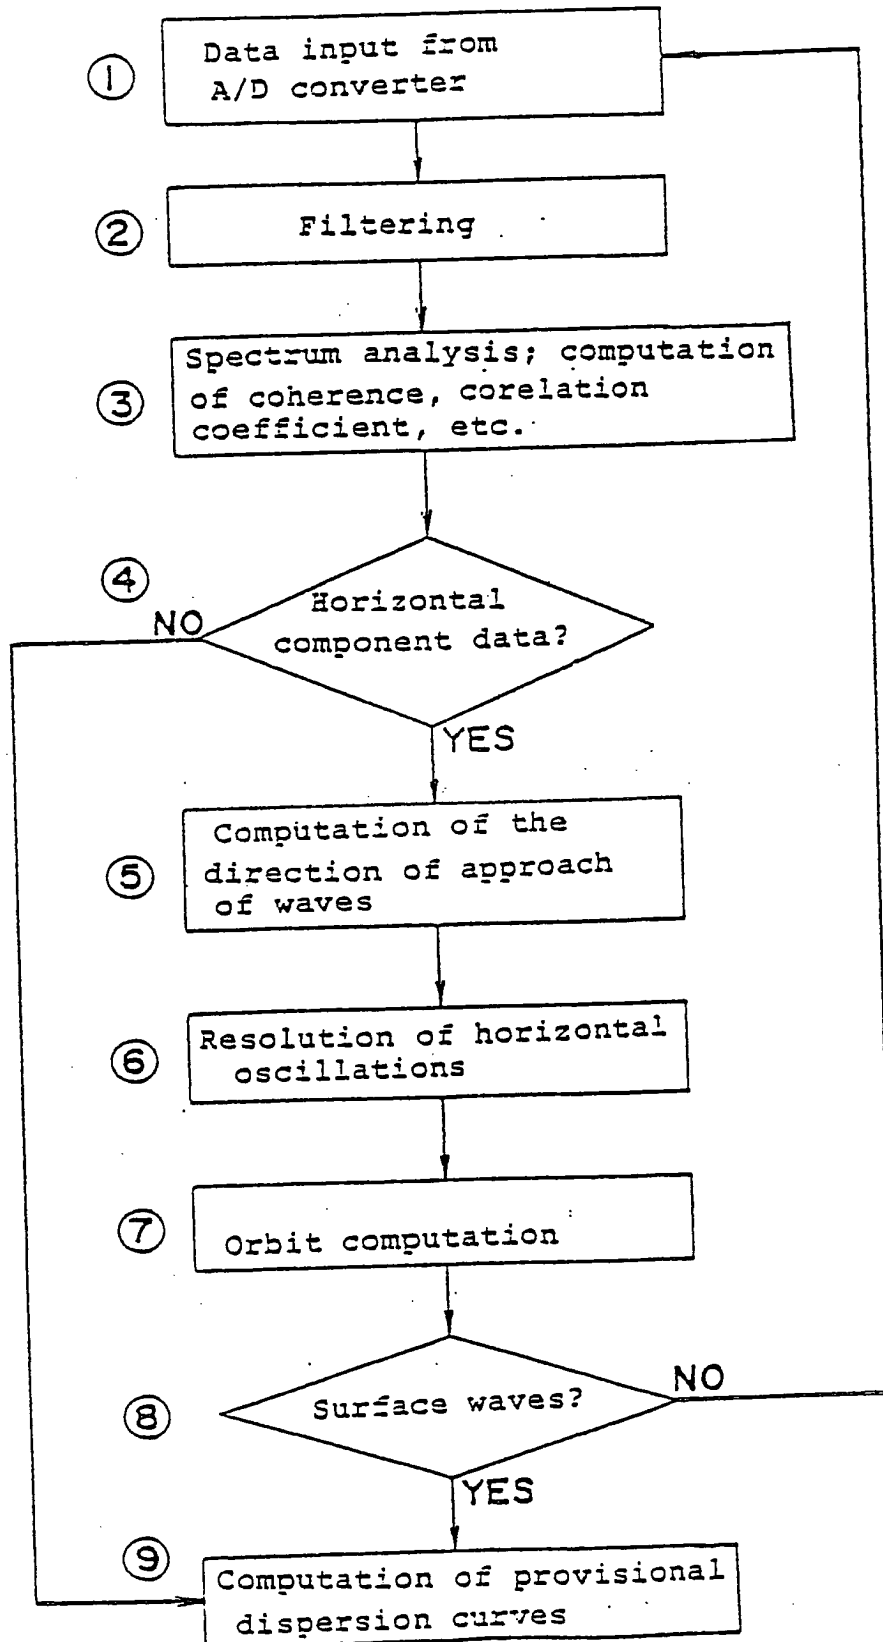 ①
Data input from
A/D converter
②
Filtering
③
Spectrum analysis; computation
of coherence, corelation
coefficient, etc.
④
NO
Horizontal
component data?
YES
⑤
Computation of the
direction of approach
of waves
⑥
Resolution of horizontal
oscillations
⑦
Orbit computation
⑧
Surface waves?
NO
YES
⑨
Computation of provisional
dispersion curves